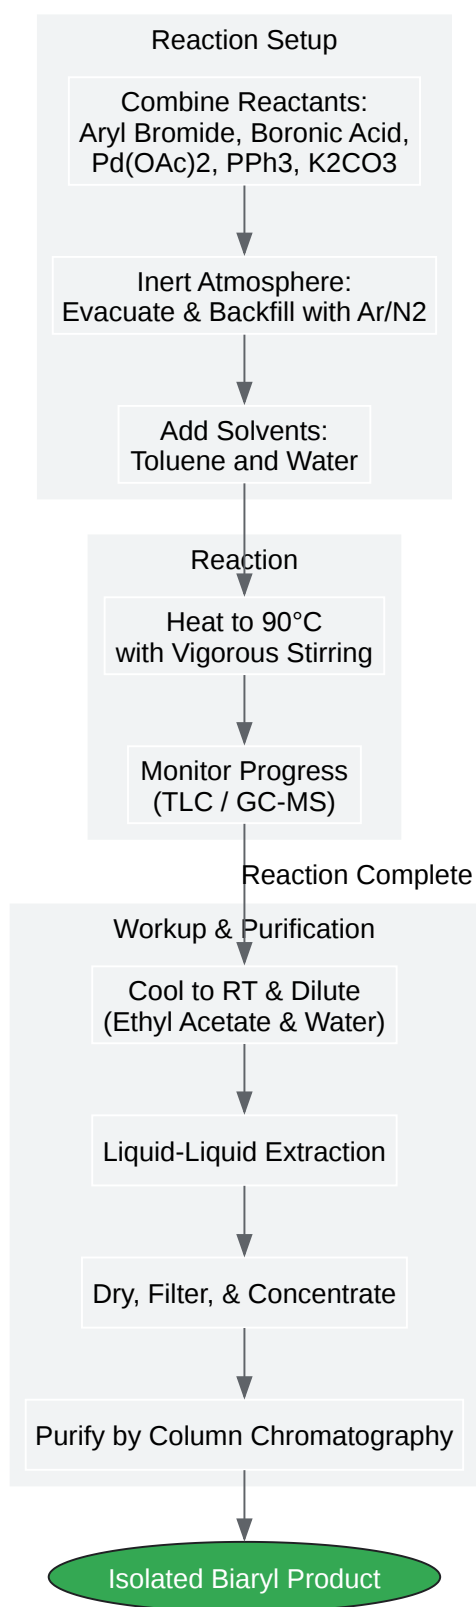 Reaction Setup
Combine Reactants:
Aryl Bromide, Boronic Acid,
Pd(OAc)2, PPh3, K2CO3
Inert Atmosphere:
Evacuate & Backfill with Ar/N2
Add Solvents:
Toluene and Water
Reaction
Heat to 90°C
with Vigorous Stirring
Monitor Progress
(TLC / GC-MS)
Reaction Complete
Workup & Purification
Cool to RT & Dilute
(Ethyl Acetate & Water)
Liquid-Liquid Extraction
Dry, Filter, & Concentrate
Purify by Column Chromatography
Isolated Biaryl Product